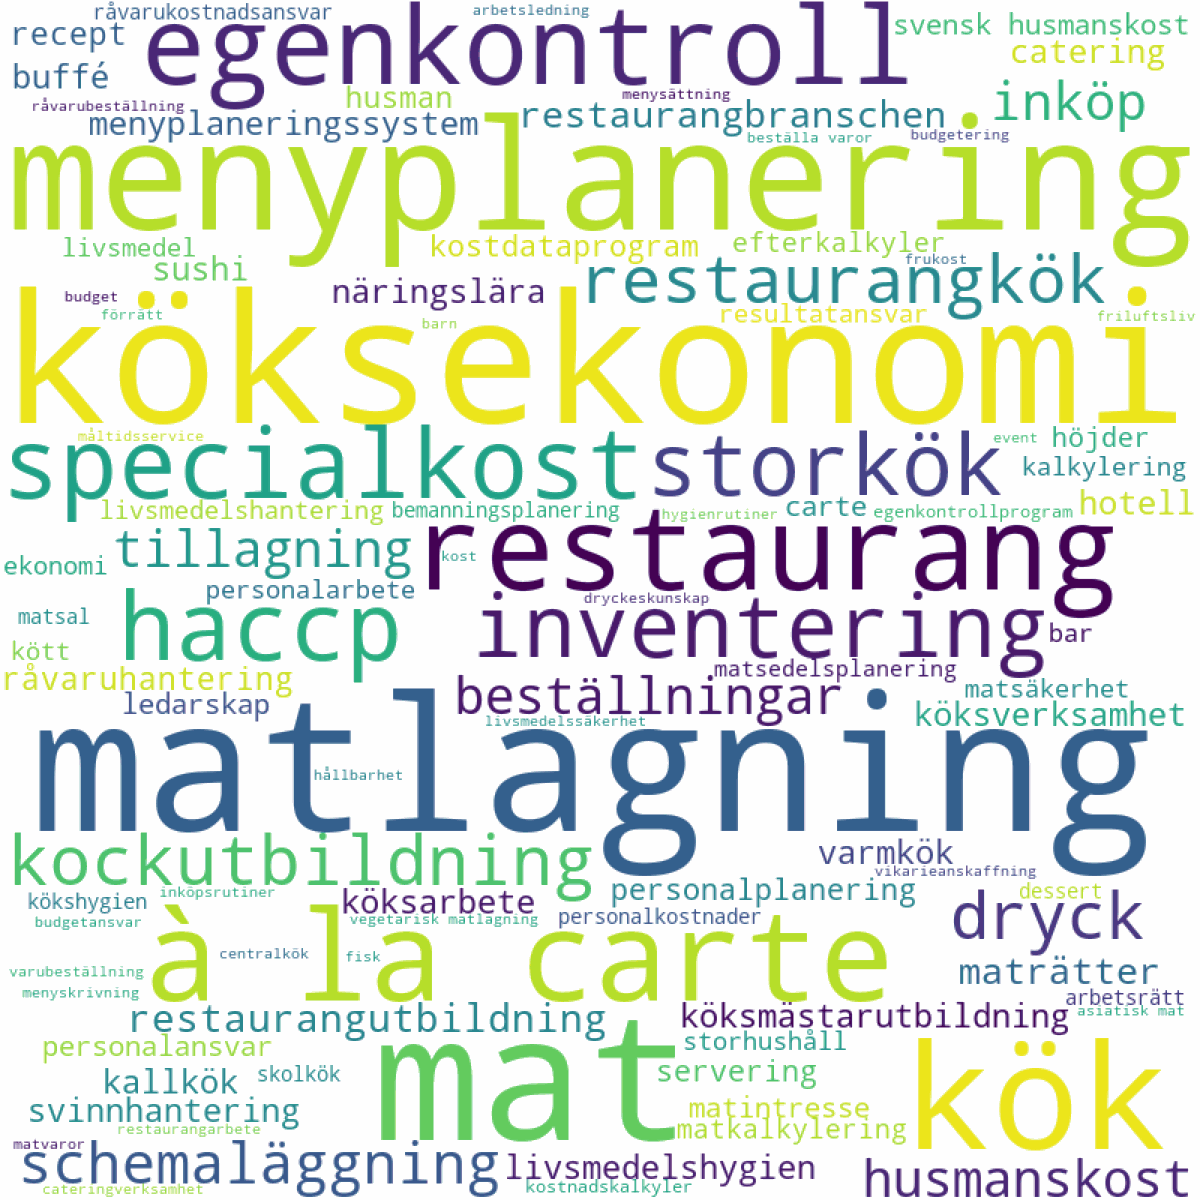 råvarukostnadsansvar
arbetsledning
egenkontroll
svensk husmanskost
recept
catering
buffé
husman
menysättning
inköp
råvarubeställning
restaurangbranschen
menyplaneringssystem
beställa varor
budgetering
menyplanering
livsmedel
kostdataprogram
efterkalkyler
sushi
frukost
restaurangkök
näringslära
budget
förrätt
barn
resultatansvar
friluftsliv
köksekonomi
måltidsservice
event
höjder
specialkost
storkök
kalkylering
livsmedelshantering
bemanningsplanering
hygienrutiner
carte
egenkontrollprogram
hotell
tillagning
restaurang
kost
ekonomi
personalarbete
dryckeskunskap
matsal
haccp
inventering
bar
kött
matsedelsplanering
råvaruhantering
beställningar
matsäkerhet
ledarskap
livsmedelssäkerhet
köksverksamhet
matlagning
hållbarhet
kockutbildning
varmkök
vikarieanskaffning
inköpsrutiner
personalplanering
dessert
kökshygien
köksarbete
budgetansvar
vegetarisk matlagning
personalkostnader
dryck
à la carte
centralkök
fisk
varubeställning
maträtter
menyskrivning
arbetsrätt
restaurangutbildning
köksmästarutbildning
asiatisk mat
personalansvar
mat
storhushåll
kök
kallkök
skolkök
servering
svinnhantering
matintresse
restaurangarbete
matkalkylering
matvaror
schemaläggning
livsmedelshygien
husmanskost
cateringverksamhet
kostnadskalkyler